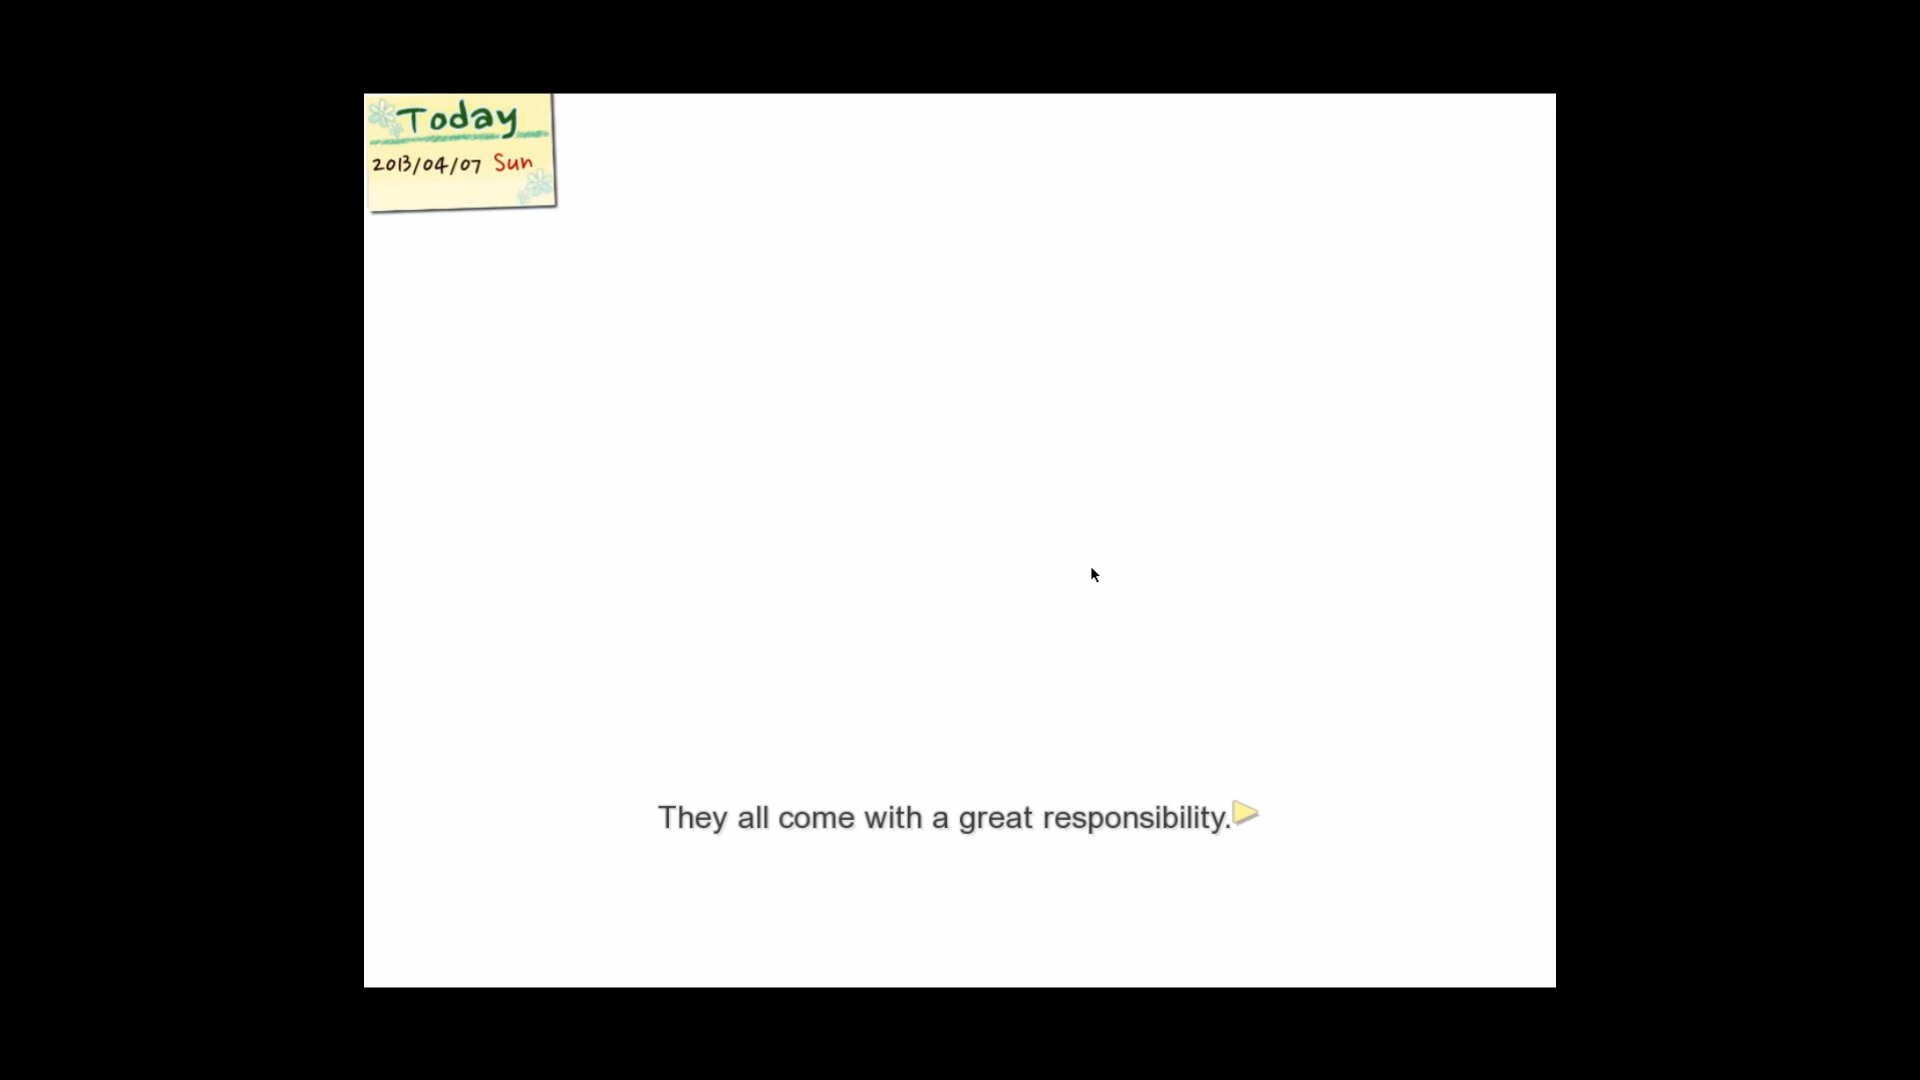 Today
2013/04/07 Sun
They all come with a great responsibility.